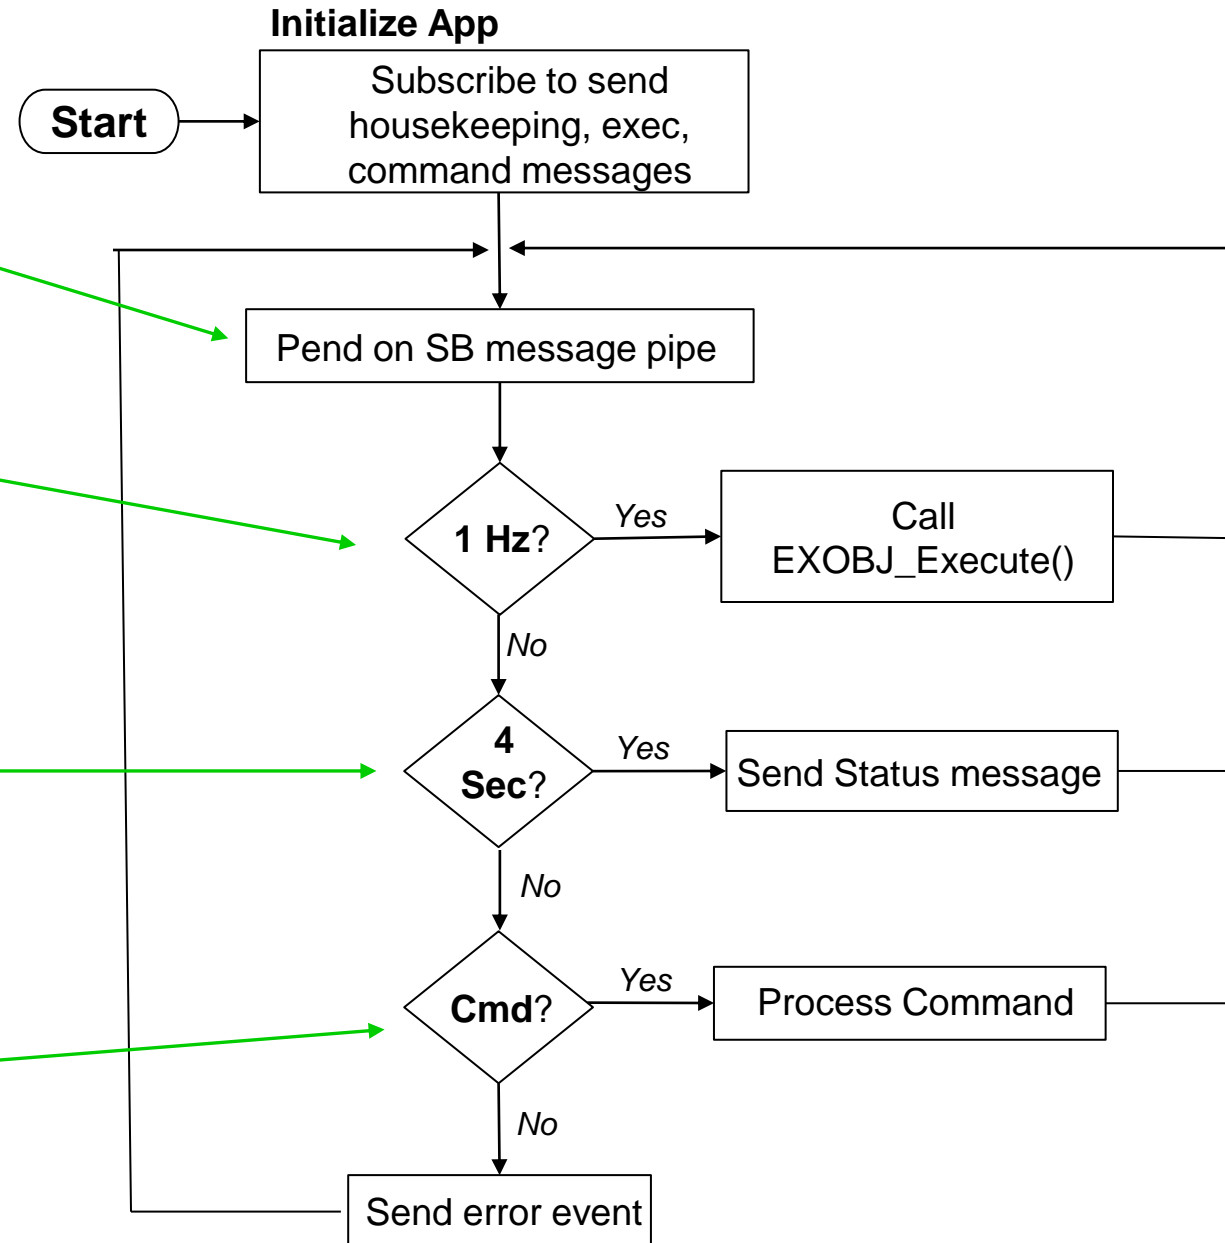 Initialize App
Start
Subscribe to send
housekeeping, exec,
command messages
Pend on SB message pipe
1 Hz?
Yes
Call
EXOBJ_Execute()
No
4
Sec?
Yes
Send Status message
No
Cmd?
Yes
Process Command
No
Send error event